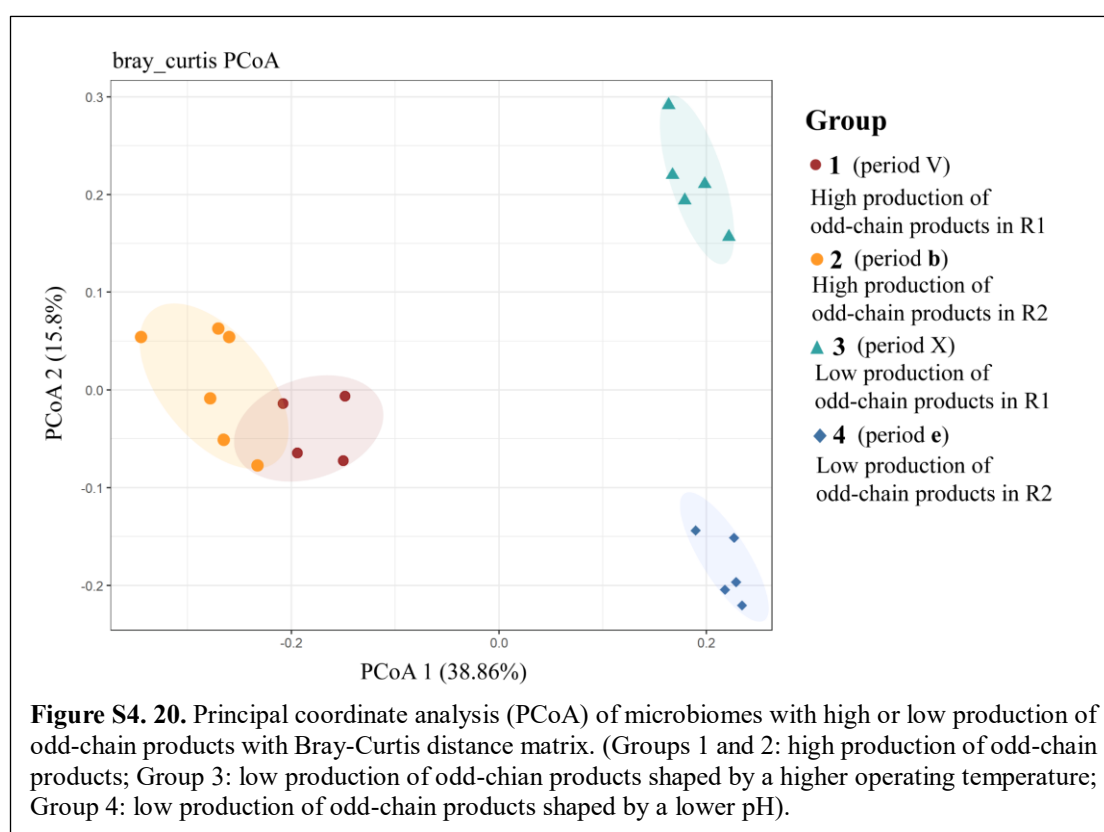 bray_curtis PCoA
0.3
0.2
0.1
0.0
-0.1
-0.2
PCoA 2 (15.8%)
-0.2
0.0
0.2
PCoA 1 (38.86%)
Group
1 (period V)
High production of
odd-chain products in R1
2 (period b)
High production of
odd-chain products in R2
3 (period X)
Low production of
odd-chain products in R1
4 (period e)
Low production of
odd-chain products in R2
Figure S4. 20. Principal coordinate analysis (PCoA) of microbiomes with high or low production of
odd-chain products with Bray-Curtis distance matrix. (Groups 1 and 2: high production of odd-chain
products; Group 3: low production of odd-chian products shaped by a higher operating temperature;
Group 4: low production of odd-chain products shaped by a lower pH).